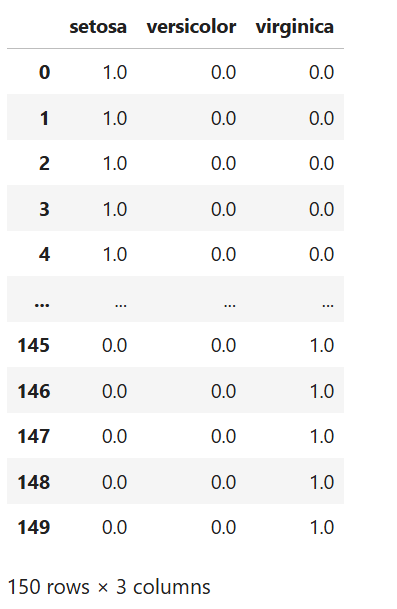 setosa versicolor virginica
0 1.0 0.0 0.0
1 1.0 0.0 0.0
2 1.0 0.0 0.0
3 1.0 0.0 0.0
4 1.0 0.0 0.0
... ... ... ...
145 0.0 0.0 1.0
146 0.0 0.0 1.0
147 0.0 0.0 1.0
148 0.0 0.0 1.0
149 0.0 0.0 1.0
150 rows × 3 columns